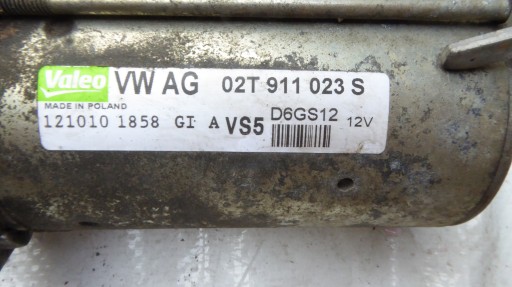 Valeo VW AG 02T 911 023 S
MADE IN POLAND
121010 1858 GI A VS5 D6GS12 12V